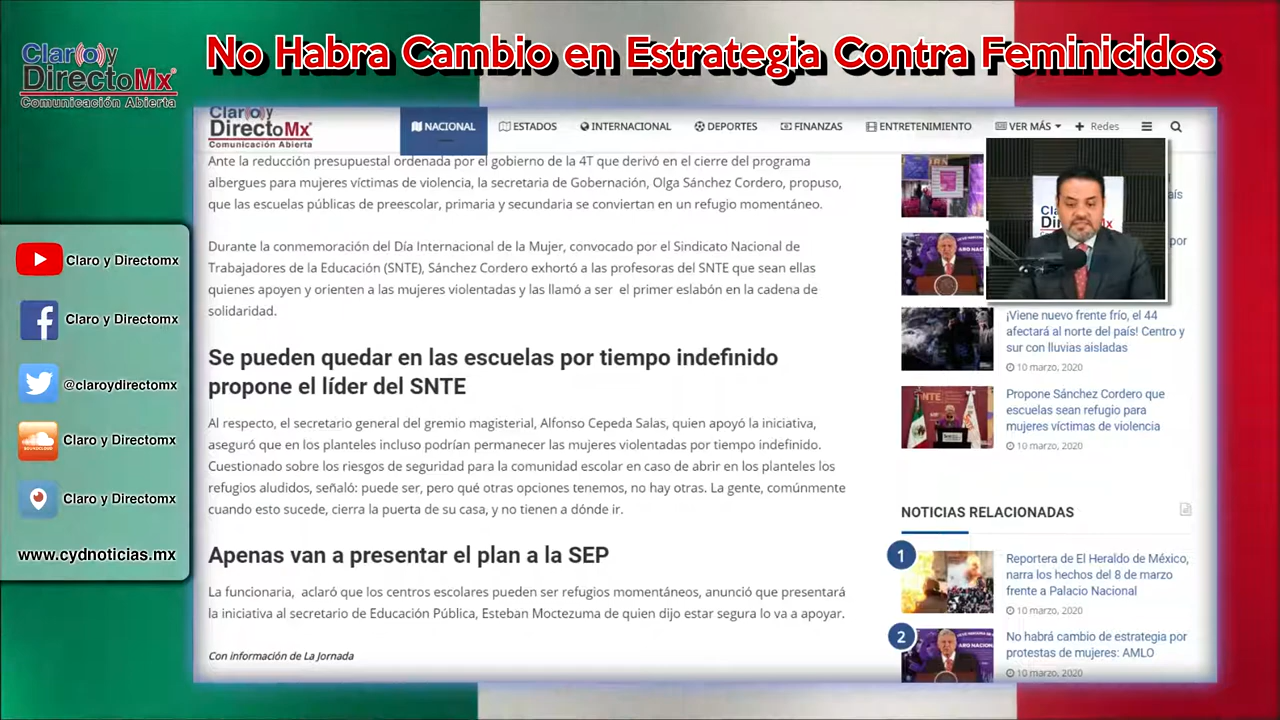 Claro y
DirectoMx
Comunicación Abierta
No Habra Cambio en Estrategia Contra Feminicidos
Claro y
DirectoMx
Comunicación Abierta
NACIONAL
ESTADOS
INTERNACIONAL
DEPORTES
FINANZAS
ENTRETENIMIENTO
VER MÁS
Redes
Ante la reducción presupuestal ordenada por el gobierno de la 4T que derivó en el cierre del programa
albergues para mujeres víctimas de violencia, la secretaria de Gobernación, Olga Sánchez Cordero, propuso,
que las escuelas públicas de preescolar, primaria y secundaria se conviertan en un refugio momentáneo.
Durante la conmemoración del Día Internacional de la Mujer, convocado por el Sindicato Nacional de
Trabajadores de la Educación (SNTE), Sánchez Cordero exhortó a las profesoras del SNTE que sean ellas
quienes apoyen y orienten a las mujeres violentadas y las llamó a ser el primer eslabón en la cadena de
solidaridad.
Se pueden quedar en las escuelas por tiempo indefinido
propone el líder del SNTE
Al respecto, el secretario general del gremio magisterial, Alfonso Cepeda Salas, quien apoyó la iniciativa,
aseguró que en los planteles incluso podrían permanecer las mujeres violentadas por tiempo indefinido.
Cuestionado sobre los riesgos de seguridad para la comunidad escolar en caso de abrir en los planteles los
refugios aludidos, señaló: puede ser, pero qué otras opciones tenemos, no hay otras. La gente, comúnmente
cuando esto sucede, cierra la puerta de su casa, y no tienen a dónde ir.
Apenas van a presentar el plan a la SEP
La funcionaria, aclaró que los centros escolares pueden ser refugios momentáneos, anunció que presentará
la iniciativa al secretario de Educación Pública, Esteban Moctezuma de quien dijo estar segura lo va a apoyar.
Con información de La Jornada
ís
por
¡Viene nuevo frente frío, el 44
afectará al norte del país! Centro y
sur con lluvias aisladas
10 marzo, 2020
Propone Sánchez Cordero que
escuelas sean refugio para
mujeres víctimas de violencia
10 marzo, 2020
NOTICIAS RELACIONADAS
1
Reportera de El Heraldo de México,
narra los hechos del 8 de marzo
frente a Palacio Nacional
10 marzo, 2020
2
No habrá cambio de estrategia por
protestas de mujeres: AMLO
10 marzo, 2020
Claro y Directomx
Claro y Directomx
@claroydirectomx
Claro y Directomx
Claro y Directomx
www.cydnoticias.mx